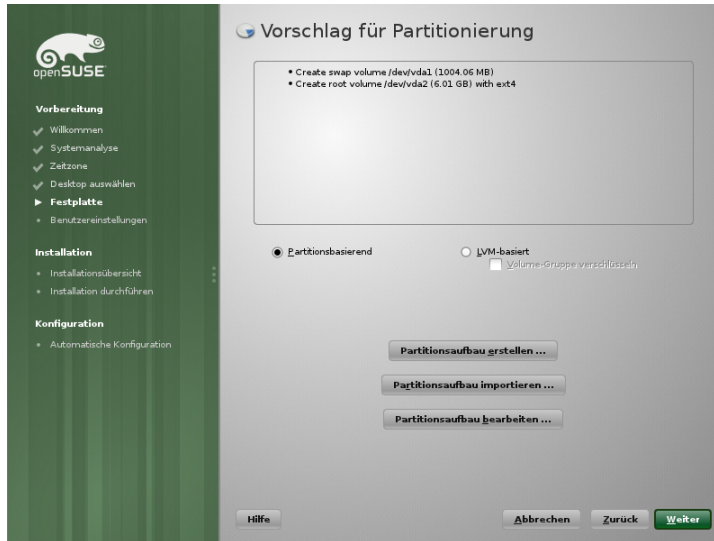 openSUSE
Vorbereitung
Willkommen
Systemanalyse
Zeitzone
Desktop auswählen
Festplatte
Benutzereinstellungen
Installation
Installationsübersicht
Installation durchführen
Konfiguration
Automatische Konfiguration
Vorschlag für Partitionierung
• Create swap volume /dev/vda1 (1004.06 MB)
• Create root volume /dev/vda2 (6.01 GB) with ext4
Partitionsbasierend
LVM-basiert
Volume-Gruppe verschlüsseln
Partitionsaufbau erstellen ...
Partitionsaufbau importieren ...
Partitionsaufbau bearbeiten ...
Hilfe
Abbrechen
Zurück
Weiter